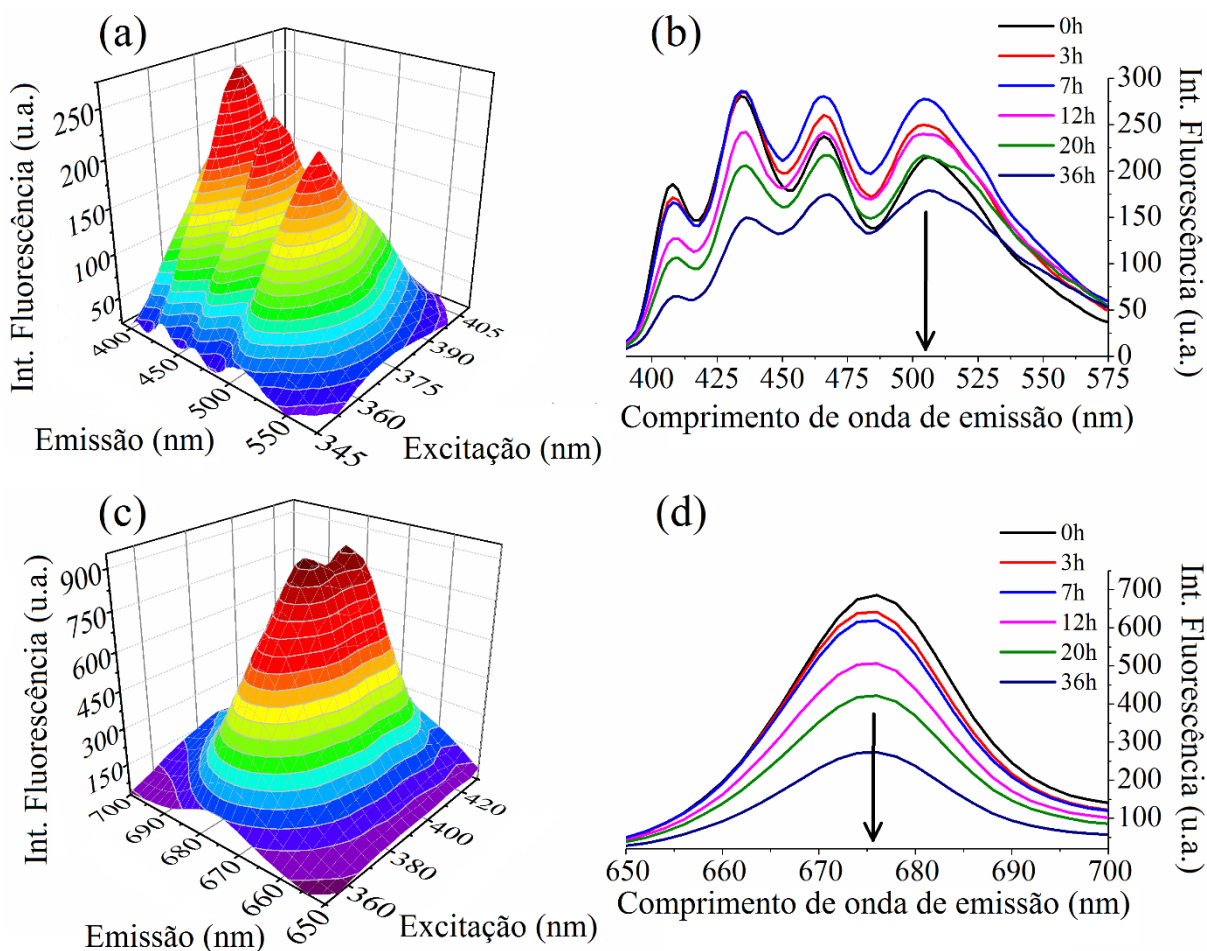 (a)
Int. Fluorescência (u.a.)
250
200
150
100
50
400
450
500
550
Emissão (nm)
345
360
375
390
405
Excitação (nm)
(b)
0h
3h
7h
12h
20h
36h
300
250
200
150
100
50
0
Int. Fluorescência (u.a.)
400 425 450 475 500 525 550 575
Comprimento de onda de emissão (nm)
(c)
Int. Fluorescência (u.a.)
900
750
600
450
300
150
700
690
680
670
660
650
Emissão (nm)
360
380
400
420
Excitação (nm)
(d)
0h
3h
7h
12h
20h
36h
700
600
500
400
300
200
100
Int. Fluorescência (u.a.)
650 660 670 680 690 700
Comprimento de onda de emissão (nm)